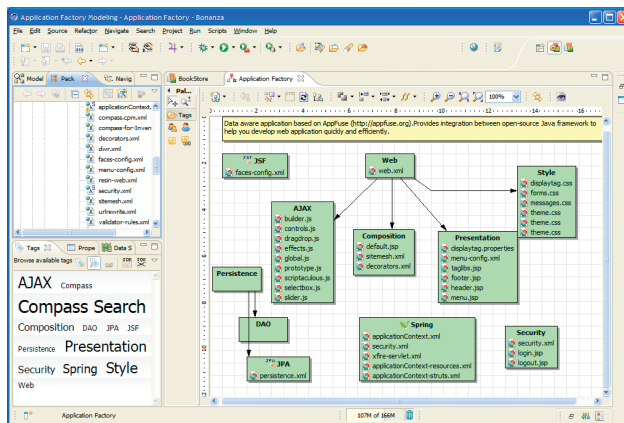 Application Factory Modeling - Application Factory - Bonanza
File Edit Source Refactor Navigate Search Project Run Scripts Window Help
Model Pack Navig
applicationContext.
compass.cpm.xml
compass-for-Inven
decorators.xml
dwr.xml
faces-config.xml
menu-config.xml
resin-web.xml
security.xml
sitemesh.xml
urlrewrite.xml
validator-rules.xml
Tags Prope Data S
Browse available tags
AJAX Compass
Compass Search
Composition DAO JPA JSF
Persistence Presentation
Security Spring Style
Web
BookStore Application Factory
Pal..
Tags
100%
Data aware application based on AppFuse (http://appfuse.org).Provides integration between open-source Java framework to
help you develop web application quickly and efficiently.
JSF
faces-config.xml
Web
web.xml
Style
displaytag.css
forms.css
messages.css
theme.css
theme.css
theme.css
AJAX
builder.js
controls.js
dragdrop.js
effects.js
global.js
prototype.js
scriptaculous.js
selectbox.js
slider.js
Composition
default.jsp
sitemesh.xml
decorators.xml
Presentation
displaytag.properties
menu-config.xml
taglibs.jsp
footer.jsp
header.jsp
menu.jsp
Persistence
DAO
JPA
persistence.xml
Spring
applicationContext.xml
security.xml
xfire-servlet.xml
applicationContext-resources.xml
applicationContext-struts.xml
Security
security.xml
login.jsp
logout.jsp
Application Factory
107M of 166M